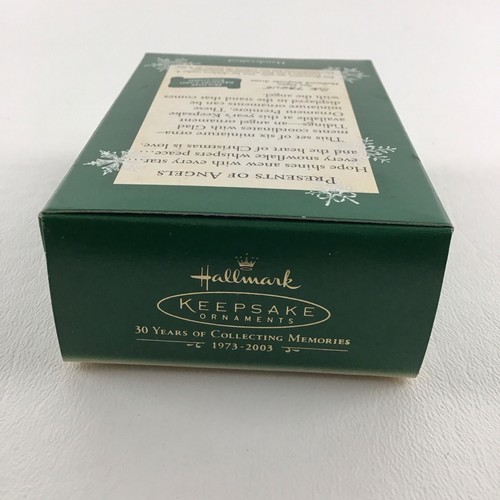 Handcrafted
PRESENTS OF ANGELS
Hope shines anew with every star...
every snowflake whispers peace...
and the heart of Christmas is love.
This set of six miniature orna-
ments coordinates with Glad
Tidings—an angel ornament
available at this year's Keepsake
Ornament Premiere. These
miniature ornaments can be
displayed in the stand that comes
with the angel.
Hallmark
KEEPSAKE
ORNAMENTS
30 YEARS OF COLLECTING MEMORIES
1973-2003